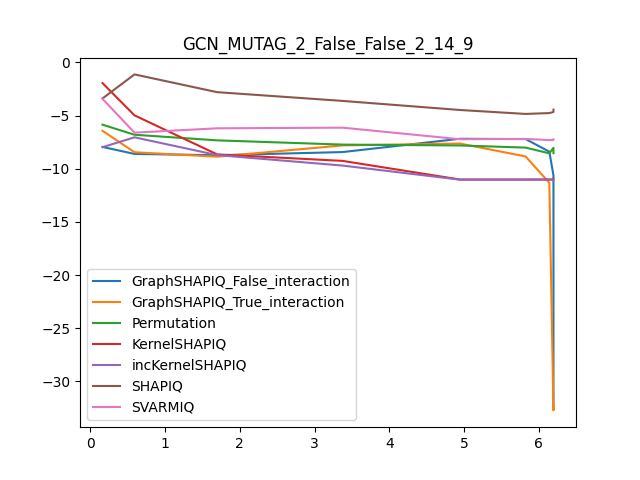 GCN_MUTAG_2_False_False_2_14_9
0
−5
−10
−15
−20
−25
−30
GraphSHAPIQ_False_interaction
GraphSHAPIQ_True_interaction
Permutation
KernelSHAPIQ
incKernelSHAPIQ
SHAPIQ
SVARMIQ
0 1 2 3 4 5 6